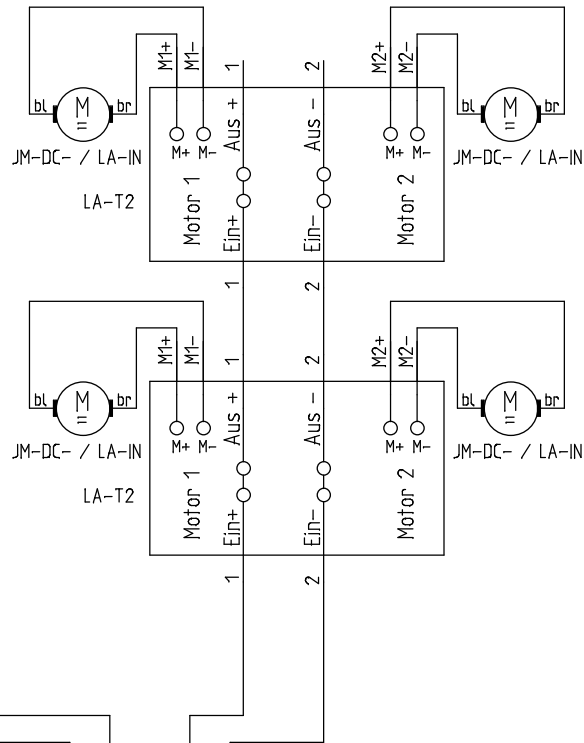 M1+ M1- 1 2 M2+ M2-
bl M = br
bl M = br
JM-DC- / LA-IN
JM-DC- / LA-IN
M+ M- Aus + Aus - M+ M-
LA-T2
Motor 1 Ein+ Ein- Motor 2
1 2
M1+ M1- 1 2 M2+ M2-
bl M = br
bl M = br
JM-DC- / LA-IN
JM-DC- / LA-IN
M+ M- Aus + Aus - M+ M-
LA-T2
Motor 1 Ein+ Ein- Motor 2
1 2